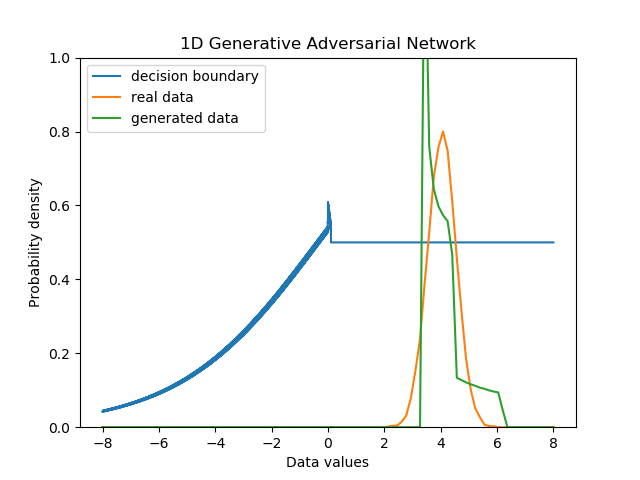 1D Generative Adversarial Network
decision boundary
real data
generated data
1.0
0.8
0.6
0.4
0.2
0.0
Probability density
−8
−6
−4
−2
0
2
4
6
8
Data values